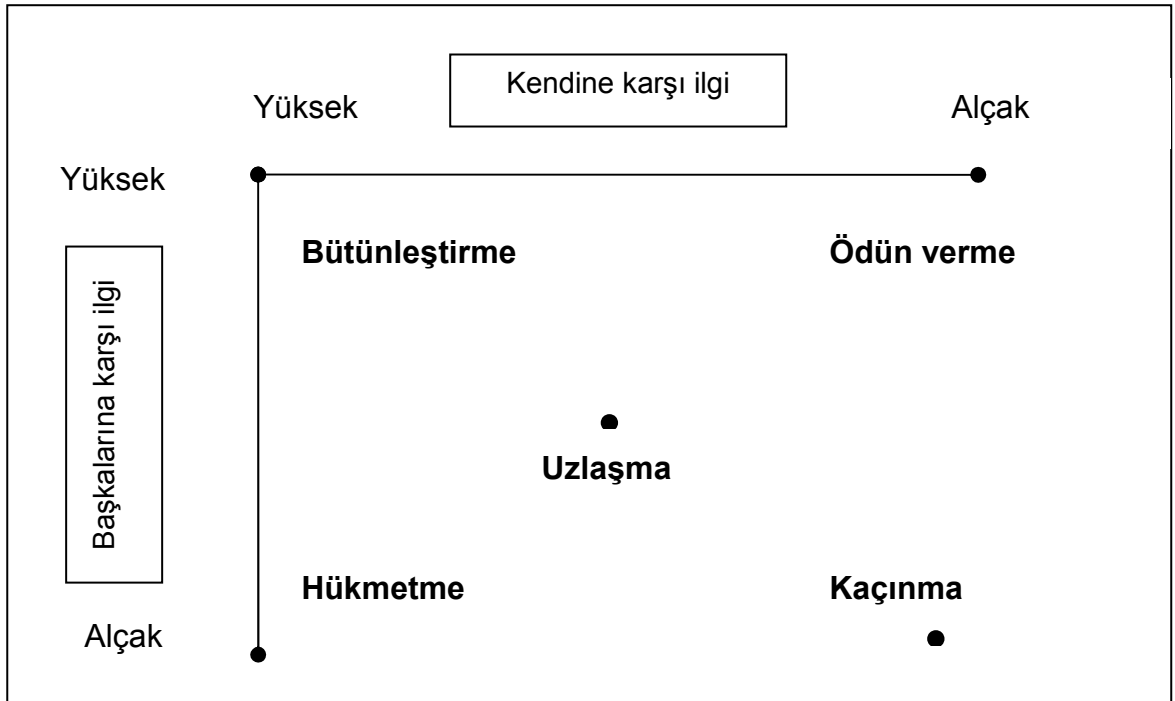 Kendine karşı ilgi
Yüksek
Alçak
Yüksek
Bütünleştirme
Ödün verme
Başkalarına karşı ilgi
Uzlaşma
Hükmetme
Kaçınma
Alçak